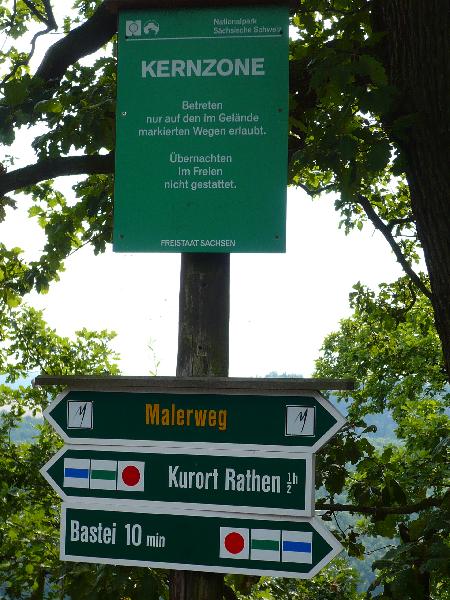 Nationalpark
Sächsische Schweiz
KERNZONE
Betreten
nur auf den im Gelände
markierten Wegen erlaubt.
Übernachten
im Freien
nicht gestattet.
FREISTAAT SACHSEN
M Malerweg M
Kurort Rathen ½ h
Bastei 10 min